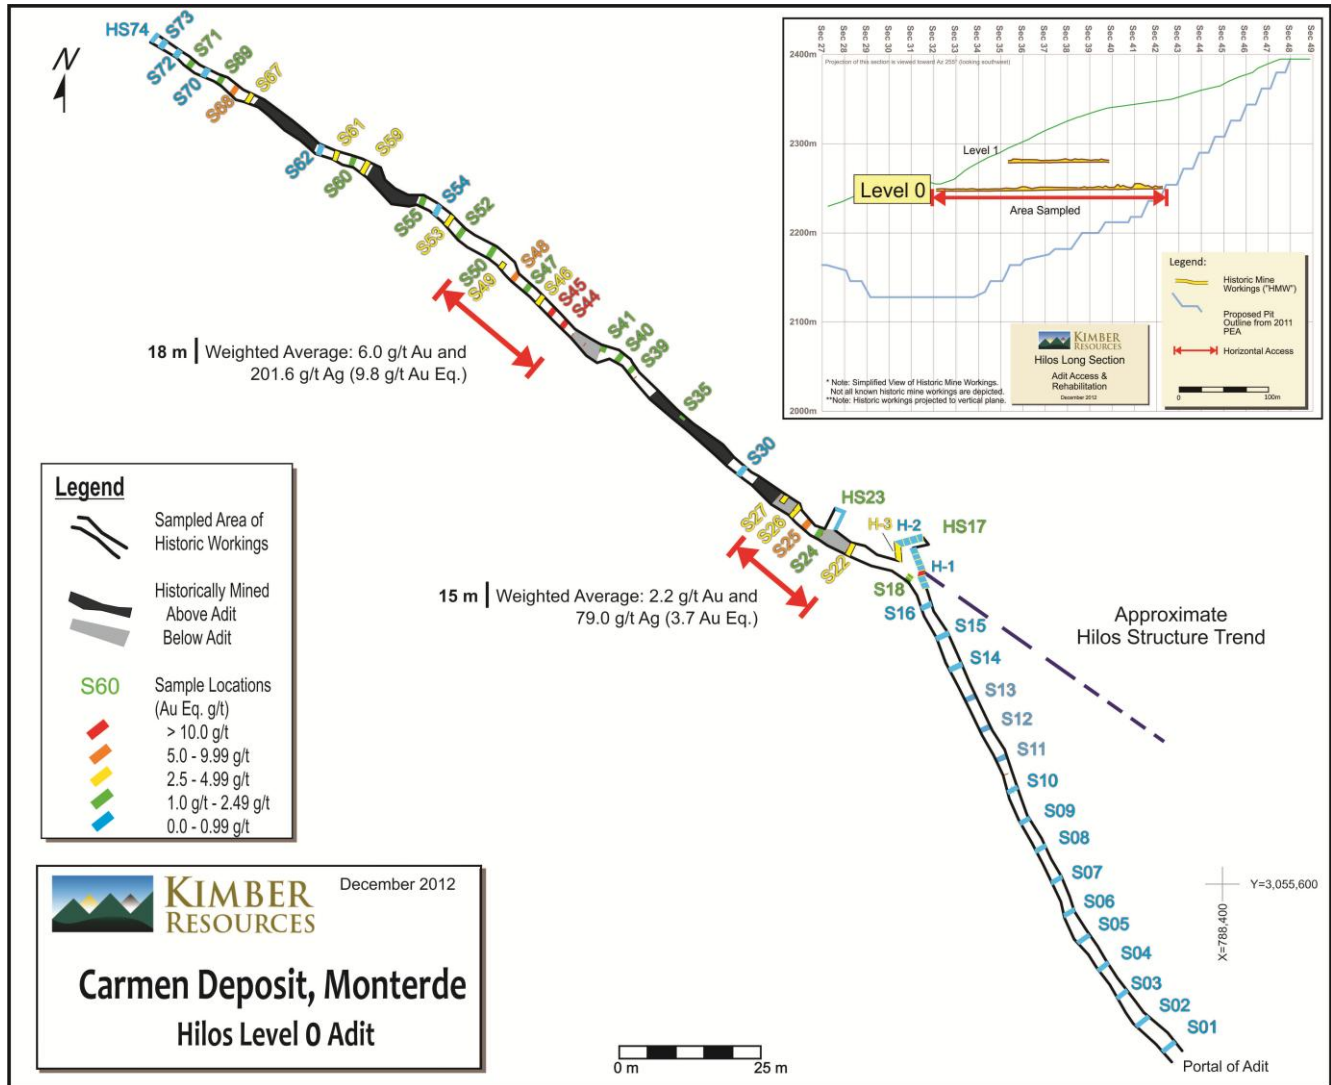 HS74
S73
S72
S71
S70
S69
S68
S67
N
S62
S61
S60
S59
S55
S54
S53
S52
S50
S49
S48
S47
S46
S45
S44
S41
S40
S39
S35
S30
18 m | Weighted Average: 6.0 g/t Au and
201.6 g/t Ag (9.8 g/t Au Eq.)
S27
S26
S25
S24
HS23
S22
H-3
H-2
HS17
H-1
S18
S16
15 m | Weighted Average: 2.2 g/t Au and
79.0 g/t Ag (3.7 Au Eq.)
S15
S14
S13
S12
S11
S10
S09
S08
S07
S06
S05
S04
S03
S02
S01
Portal of Adit
Approximate
Hilos Structure Trend
Y=3,055,600
X=788,400
Sec 27
Sec 28
Sec 29
Sec 30
Sec 31
Sec 32
Sec 33
Sec 34
Sec 35
Sec 36
Sec 37
Sec 38
Sec 39
Sec 40
Sec 41
Sec 42
Sec 43
Sec 44
Sec 45
Sec 46
Sec 47
Sec 48
Sec 49
2400m
Projection of this section is viewed toward Az 255° (looking southwest)
Level 1
Level 0
Area Sampled
2200m
2100m
2000m
Legend:
Historic Mine
Workings ("HMW")
Proposed Pit
Outline from 2011
PEA
Horizontal Access
0 100m
KIMBER
RESOURCES
Hilos Long Section
Adit Access &
Rehabilitation
December 2012
* Note: Simplified View of Historic Mine Workings.
Not all known historic mine workings are depicted.
**Note: Historic workings projected to vertical plane.
Legend
Sampled Area of
Historic Workings
Historically Mined
Above Adit
Below Adit
S60 Sample Locations
(Au Eq. g/t)
> 10.0 g/t
5.0 - 9.99 g/t
2.5 - 4.99 g/t
1.0 g/t - 2.49 g/t
0.0 - 0.99 g/t
KIMBER
RESOURCES
December 2012
Carmen Deposit, Monterde
Hilos Level 0 Adit
0 m 25 m